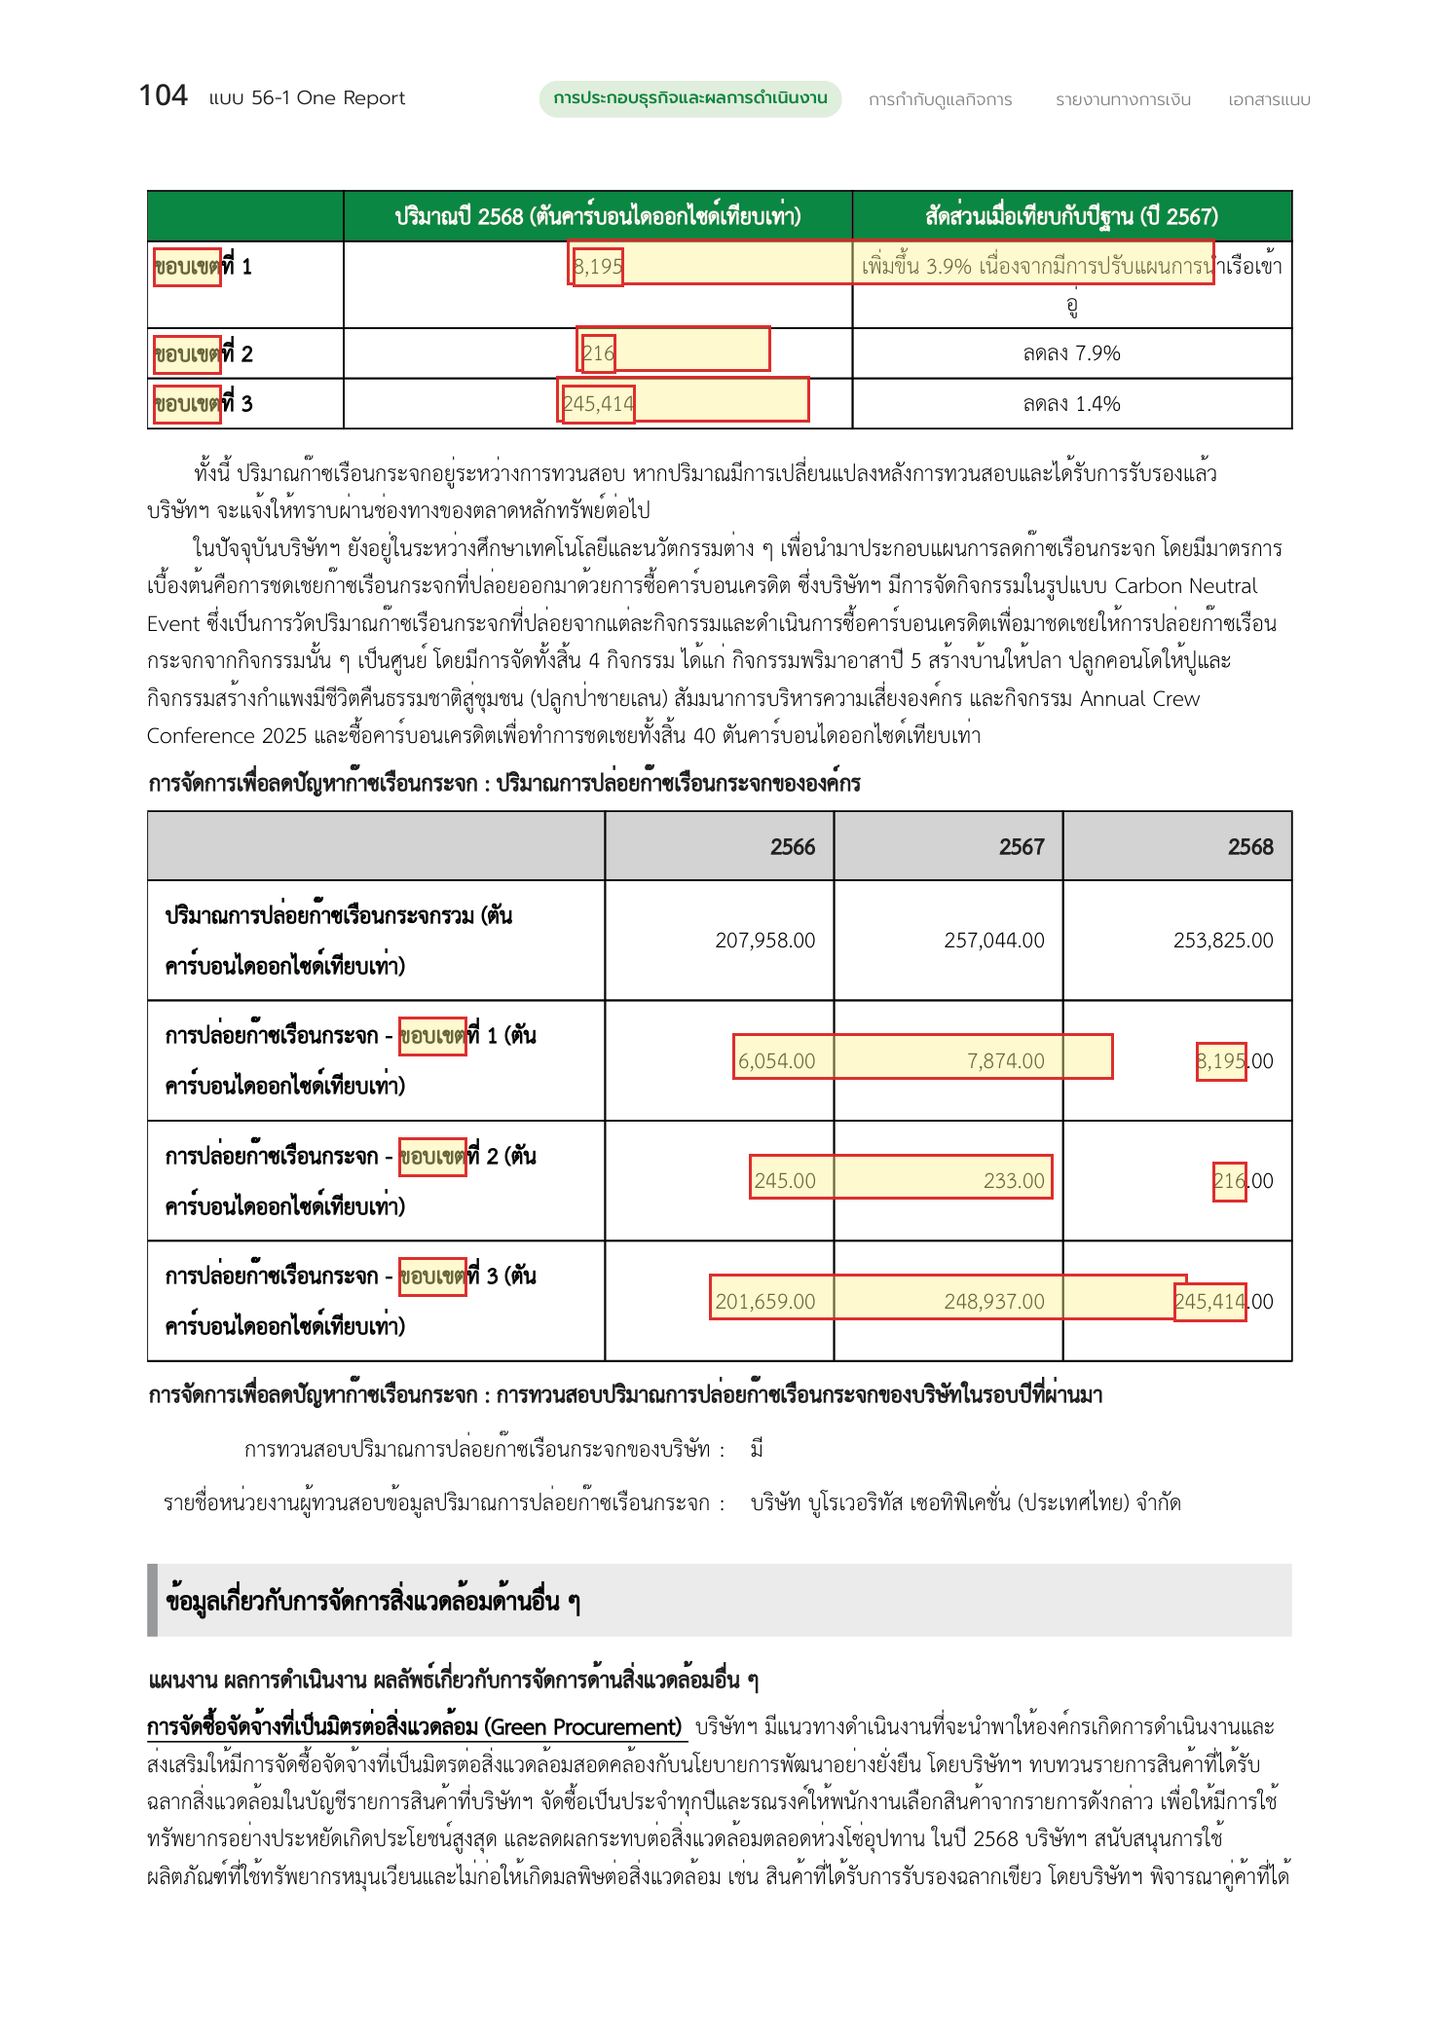 104 แบบ 56-1 One Report การประกอบธุรกิจและผลการดำเนินงาน การกำกับดูแลกิจการ รายงานทางการเงิน เอกสารแนบ
ปริมาณปี 2568 (ตันคาร์บอนไดออกไซด์เทียบเท่า) สัดส่วนเมื่อเทียบกับปีฐาน (ปี 2567)
ขอบเขตที่ 1 8,195 เพิ่มขึ้น 3.9% เนื่องจากมีการปรับแผนการนำเรือเข้า
อู่
ขอบเขตที่ 2 216 ลดลง 7.9%
ขอบเขตที่ 3 245,414 ลดลง 1.4%
ทั้งนี้ ปริมาณก๊าซเรือนกระจกอยู่ระหว่างการทวนสอบ หากปริมาณมีการเปลี่ยนแปลงหลังการทวนสอบและได้รับการรับรองแล้ว
บริษัทฯ จะแจ้งให้ทราบผ่านช่องทางของตลาดหลักทรัพย์ต่อไป
ในปัจจุบันบริษัทฯ ยังอยู่ในระหว่างศึกษาเทคโนโลยีและนวัตกรรมต่าง ๆ เพื่อนำมาประกอบแผนการลดก๊าซเรือนกระจก โดยมีมาตรการ
เบื้องต้นคือการชดเชยก๊าซเรือนกระจกที่ปล่อยออกมาด้วยการซื้อคาร์บอนเครดิต ซึ่งบริษัทฯ มีการจัดกิจกรรมในรูปแบบ Carbon Neutral
Event ซึ่งเป็นการวัดปริมาณก๊าซเรือนกระจกที่ปล่อยจากแต่ละกิจกรรมและดำเนินการซื้อคาร์บอนเครดิตเพื่อมาชดเชยให้การปล่อยก๊าซเรือน
กระจกจากกิจกรรมนั้น ๆ เป็นศูนย์ โดยมีการจัดทั้งสิ้น 4 กิจกรรม ได้แก่ กิจกรรมพริมาอาสาปี 5 สร้างบ้านให้ปลา ปลูกคอนโดให้ปูและ
กิจกรรมสร้างกำแพงมีชีวิตคืนธรรมชาติสู่ชุมชน (ปลูกป่าชายเลน) สัมมนาการบริหารความเสี่ยงองค์กร และกิจกรรม Annual Crew
Conference 2025 และซื้อคาร์บอนเครดิตเพื่อทำการชดเชยทั้งสิ้น 40 ตันคาร์บอนไดออกไซด์เทียบเท่า
การจัดการเพื่อลดปัญหาก๊าซเรือนกระจก : ปริมาณการปล่อยก๊าซเรือนกระจกขององค์กร
2566 2567 2568
ปริมาณการปล่อยก๊าซเรือนกระจกรวม (ตัน
คาร์บอนไดออกไซด์เทียบเท่า) 207,958.00 257,044.00 253,825.00
การปล่อยก๊าซเรือนกระจก - ขอบเขตที่ 1 (ตัน
คาร์บอนไดออกไซด์เทียบเท่า) 6,054.00 7,874.00 8,195.00
การปล่อยก๊าซเรือนกระจก - ขอบเขตที่ 2 (ตัน
คาร์บอนไดออกไซด์เทียบเท่า) 245.00 233.00 216.00
การปล่อยก๊าซเรือนกระจก - ขอบเขตที่ 3 (ตัน
คาร์บอนไดออกไซด์เทียบเท่า) 201,659.00 248,937.00 245,414.00
การจัดการเพื่อลดปัญหาก๊าซเรือนกระจก : การทวนสอบปริมาณการปล่อยก๊าซเรือนกระจกของบริษัทในรอบปีที่ผ่านมา
การทวนสอบปริมาณการปล่อยก๊าซเรือนกระจกของบริษัท : มี
รายชื่อหน่วยงานผู้ทวนสอบข้อมูลปริมาณการปล่อยก๊าซเรือนกระจก : บริษัท บูโรเวอริทัส เซอทิฟิเคชั่น (ประเทศไทย) จำกัด
ข้อมูลเกี่ยวกับการจัดการสิ่งแวดล้อมด้านอื่น ๆ
แผนงาน ผลการดำเนินงาน ผลลัพธ์เกี่ยวกับการจัดการด้านสิ่งแวดล้อมอื่น ๆ
การจัดซื้อจัดจ้างที่เป็นมิตรต่อสิ่งแวดล้อม (Green Procurement) บริษัทฯ มีแนวทางดำเนินงานที่จะนำพาให้องค์กรเกิดการดำเนินงานและ
ส่งเสริมให้มีการจัดซื้อจัดจ้างที่เป็นมิตรต่อสิ่งแวดล้อมสอดคล้องกับนโยบายการพัฒนาอย่างยั่งยืน โดยบริษัทฯ ทบทวนรายการสินค้าที่ได้รับ
ฉลากสิ่งแวดล้อมในบัญชีรายการสินค้าที่บริษัทฯ จัดซื้อเป็นประจำทุกปีและรณรงค์ให้พนักงานเลือกสินค้าจากรายการดังกล่าว เพื่อให้มีการใช้
ทรัพยากรอย่างประหยัดเกิดประโยชน์สูงสุด และลดผลกระทบต่อสิ่งแวดล้อมตลอดห่วงโซ่อุปทาน ในปี 2568 บริษัทฯ สนับสนุนการใช้
ผลิตภัณฑ์ที่ใช้ทรัพยากรหมุนเวียนและไม่ก่อให้เกิดมลพิษต่อสิ่งแวดล้อม เช่น สินค้าที่ได้รับการรับรองฉลากเขียว โดยบริษัทฯ พิจารณาคู่ค้าที่ได้